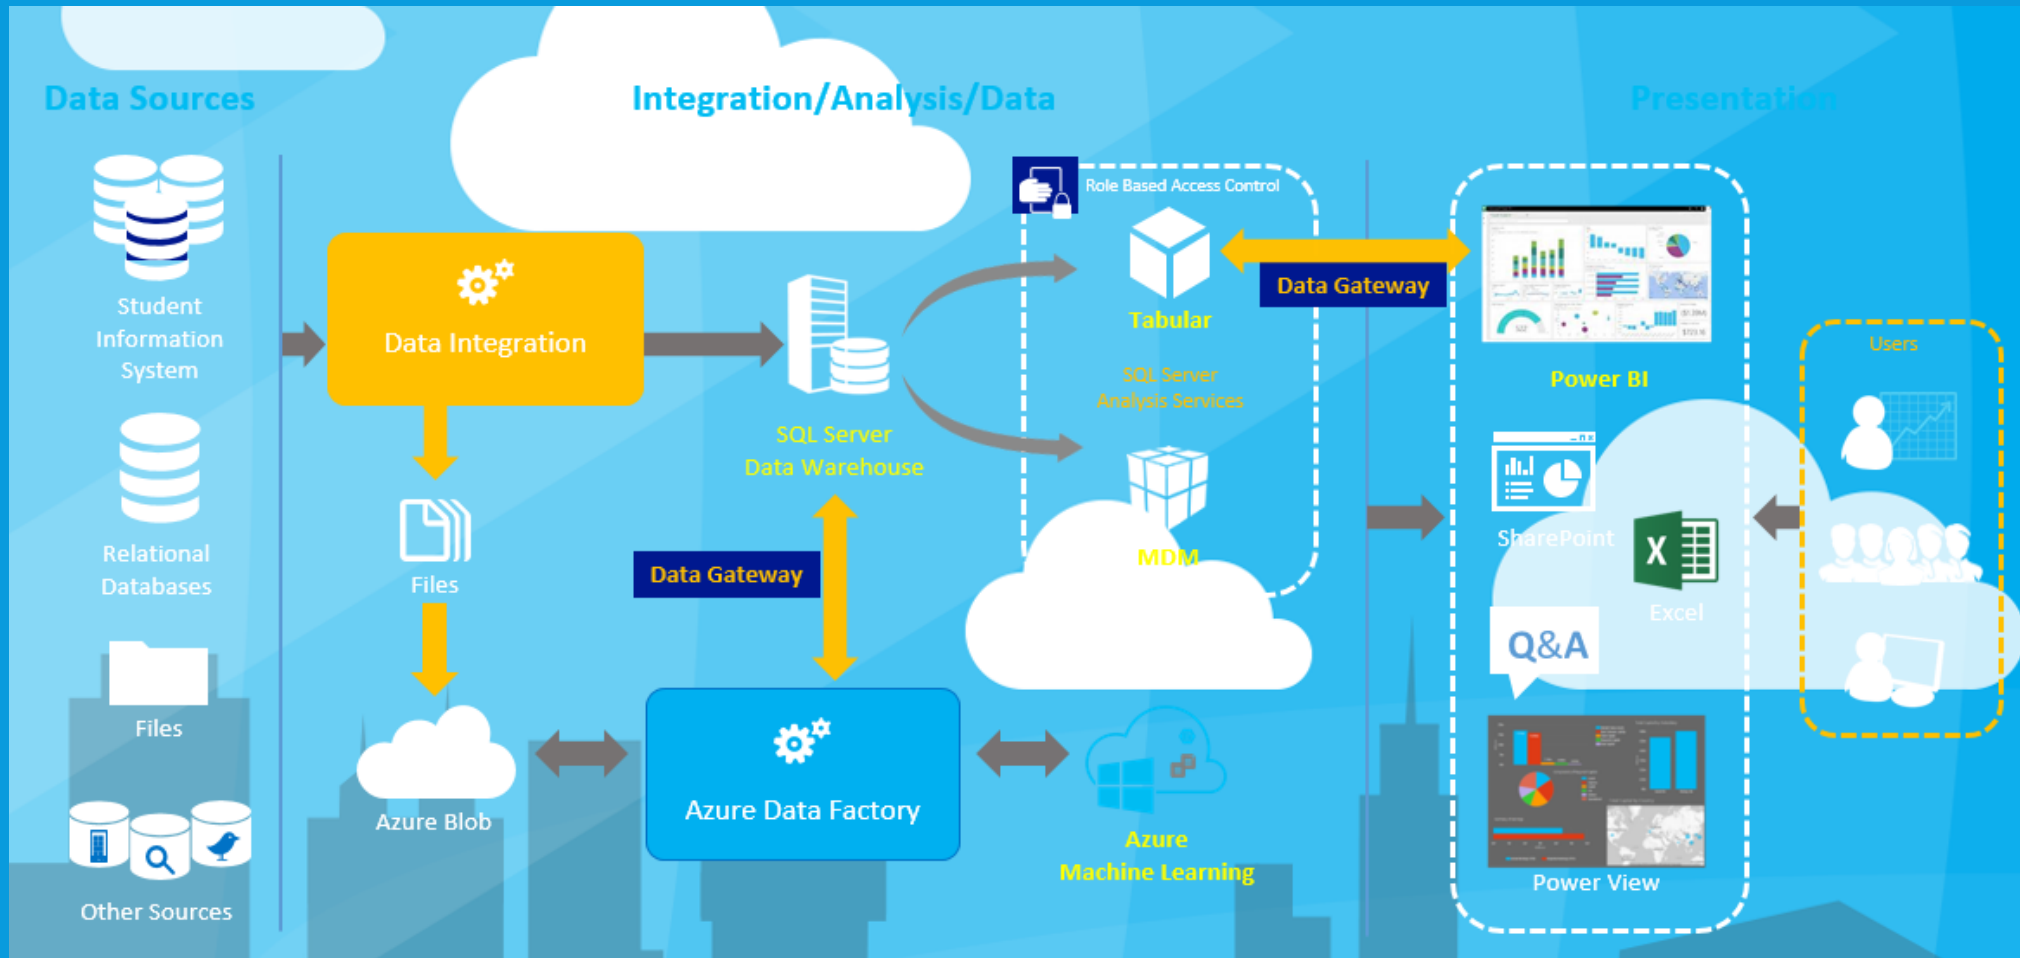 Data Sources
Integration/Analysis/Data
Presentation
Student
Information
System
Relational
Databases
Files
Other Sources
Data Integration
Files
Azure Blob
SQL Server
Data Warehouse
Data Gateway
Azure Data Factory
Role Based Access Control
Tabular
SQL Server
Analysis Services
MDM
Azure
Machine Learning
Data Gateway
Power BI
SharePoint
X
Excel
Q&A
Power View
Users